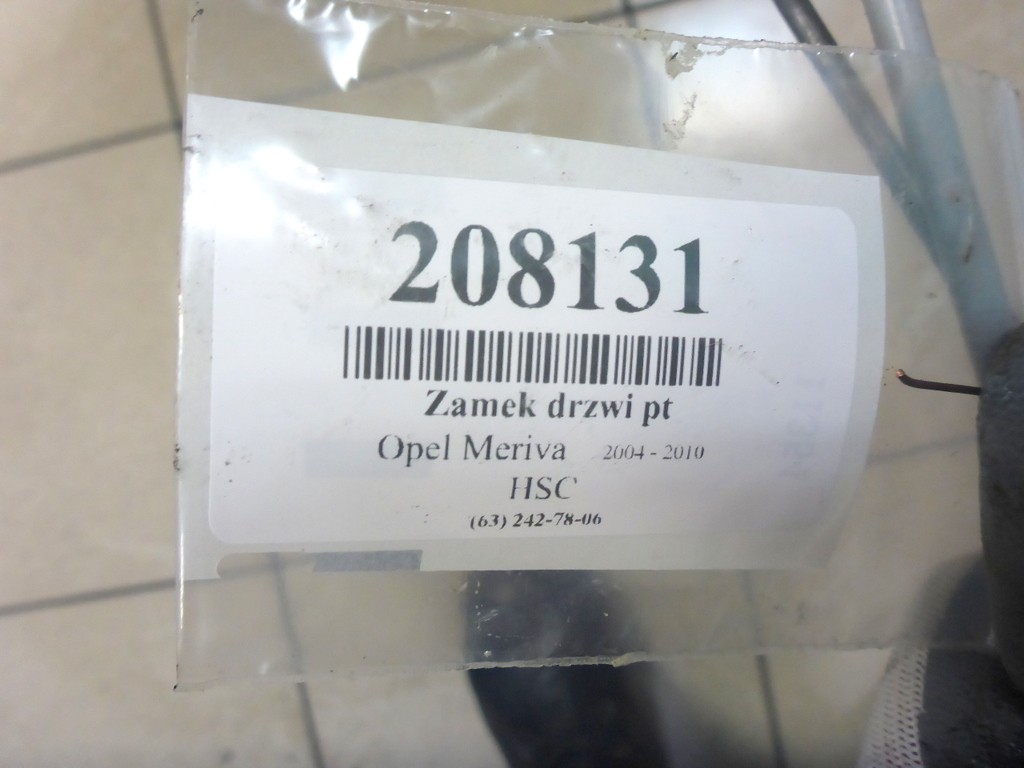 208131
Zamek drzwi pt
Opel Meriva 2004 - 2010
HSC
(63) 242-78-06